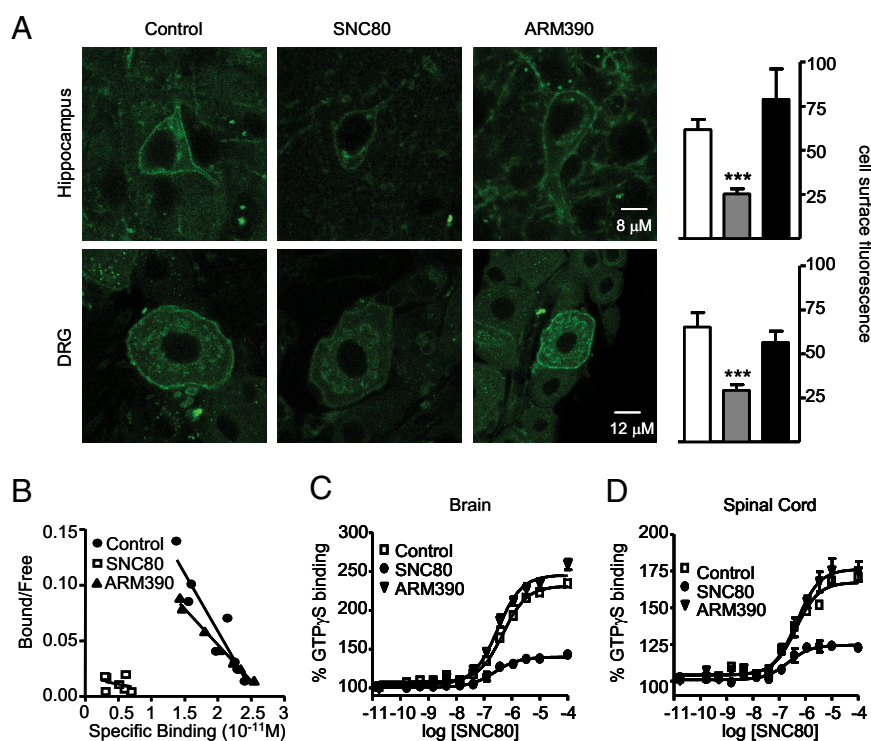 A
Control
SNC80
ARM390
Hippocampus
8 µM
100
75
50
25
***
DRG
12 µM
100
75
50
25
***
cell surface fluorescence
B
Bound/Free
0.15
0.10
0.05
0.00
Control
SNC80
ARM390
0 0.5 1 1.5 2 2.5 3
Specific Binding (10⁻¹¹M)
C
Brain
% GTPγS binding
300
250
200
150
100
Control
SNC80
ARM390
-11 -10 -9 -8 -7 -6 -5 -4
log [SNC80]
D
Spinal Cord
% GTPγS binding
200
175
150
125
100
Control
SNC80
ARM390
-11 -10 -9 -8 -7 -6 -5 -4
log [SNC80]